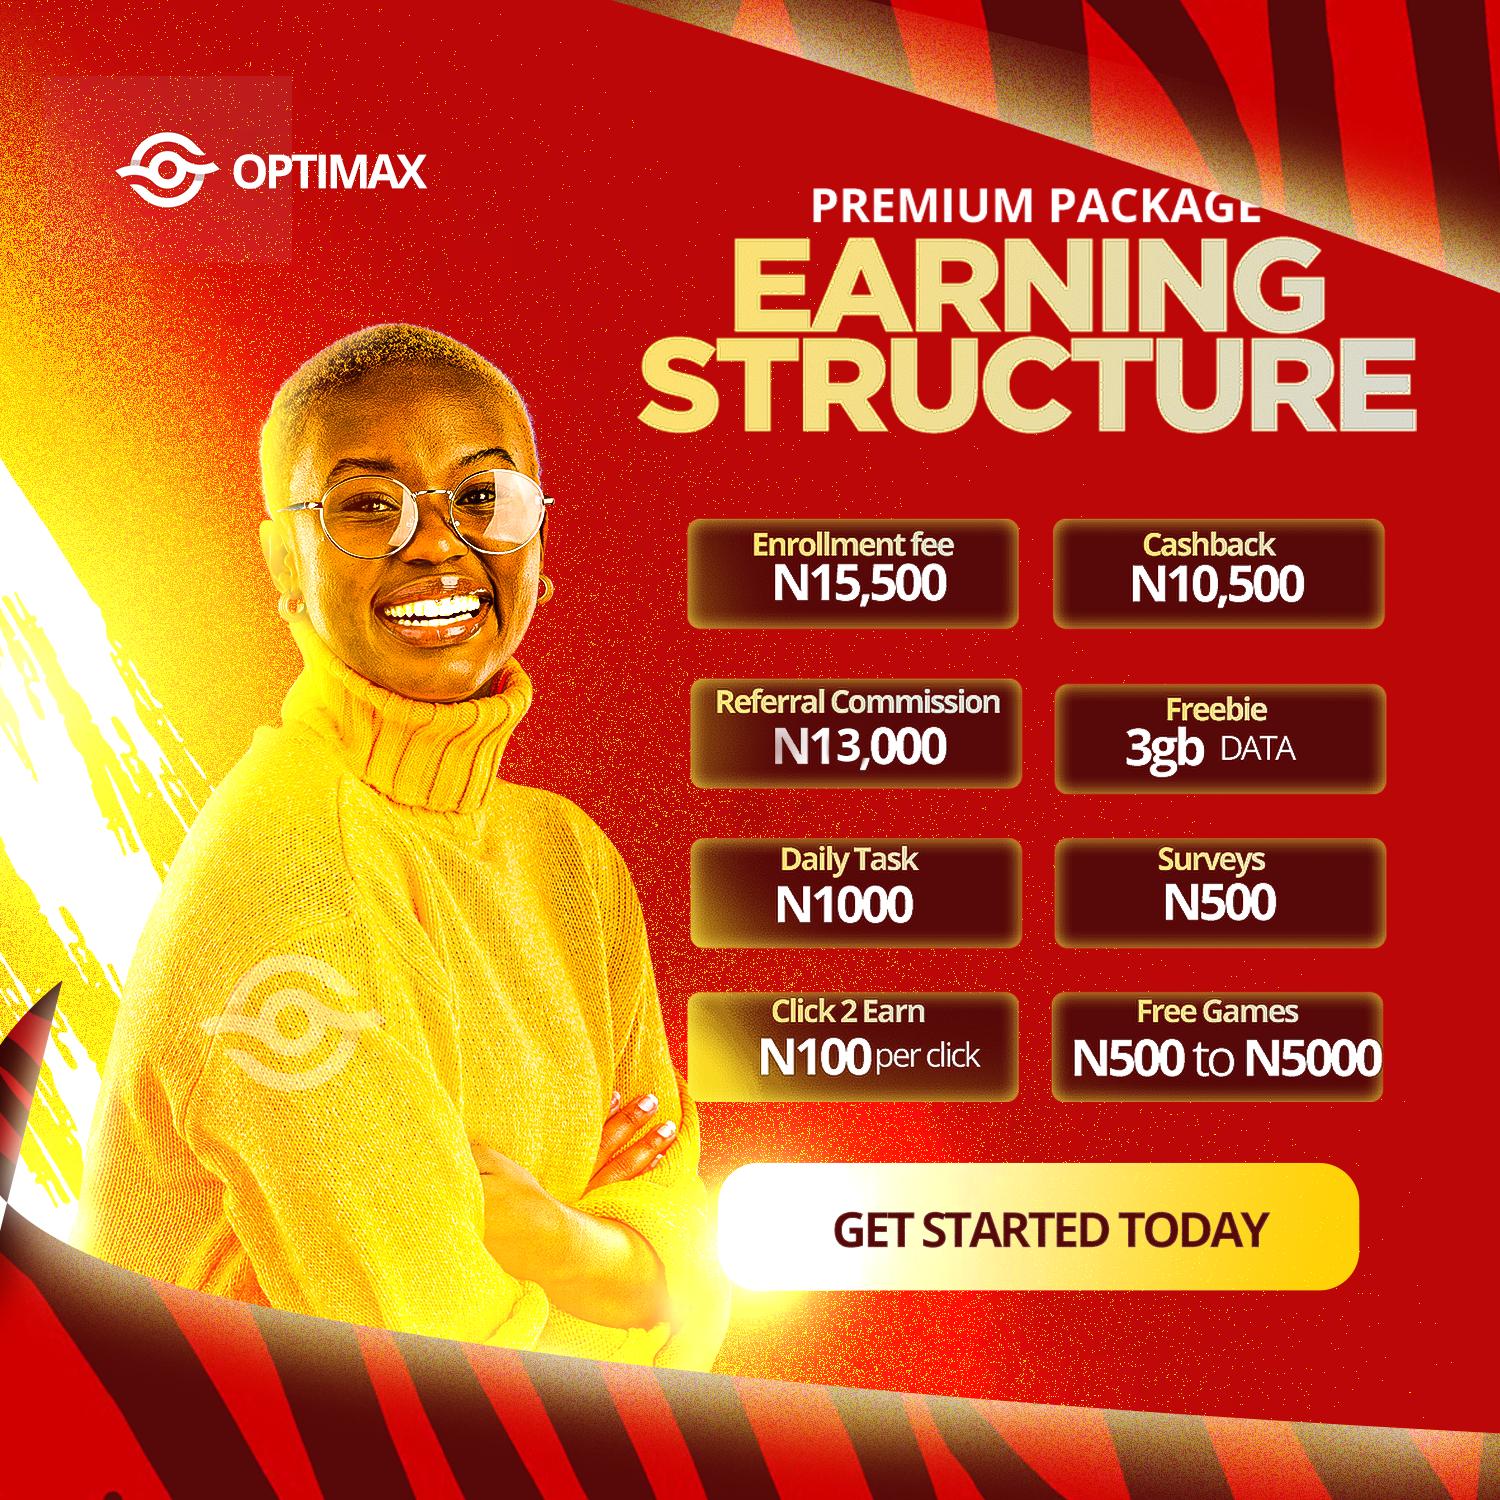 OPTIMAX
PREMIUM PACKAGE
EARNING
STRUCTURE
Enrollment fee
N15,500
Cashback
N10,500
Referral Commission
N13,000
Freebie
3gb DATA
Daily Task
N1000
Surveys
N500
Click 2 Earn
N100 per click
Free Games
N500 to N5000
GET STARTED TODAY